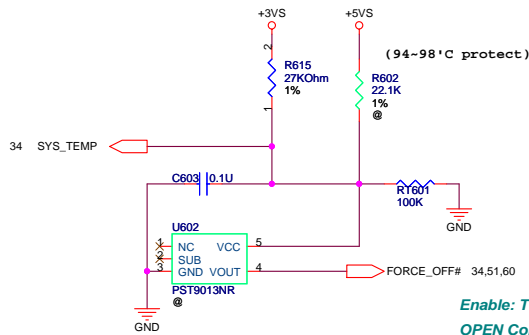 +3VS
+5VS
(94~98'C protect)
2
R615
27KOhm
1%
1
R602
22.1K
1%
@
34 SYS_TEMP
C603 0.1U
RT601
100K
GND
U602
1 NC VCC 5
2 SUB
3 GND VOUT 4
PST9013NR
@
FORCE_OFF# 34,51,60
GND
Enable: T
OPEN Co